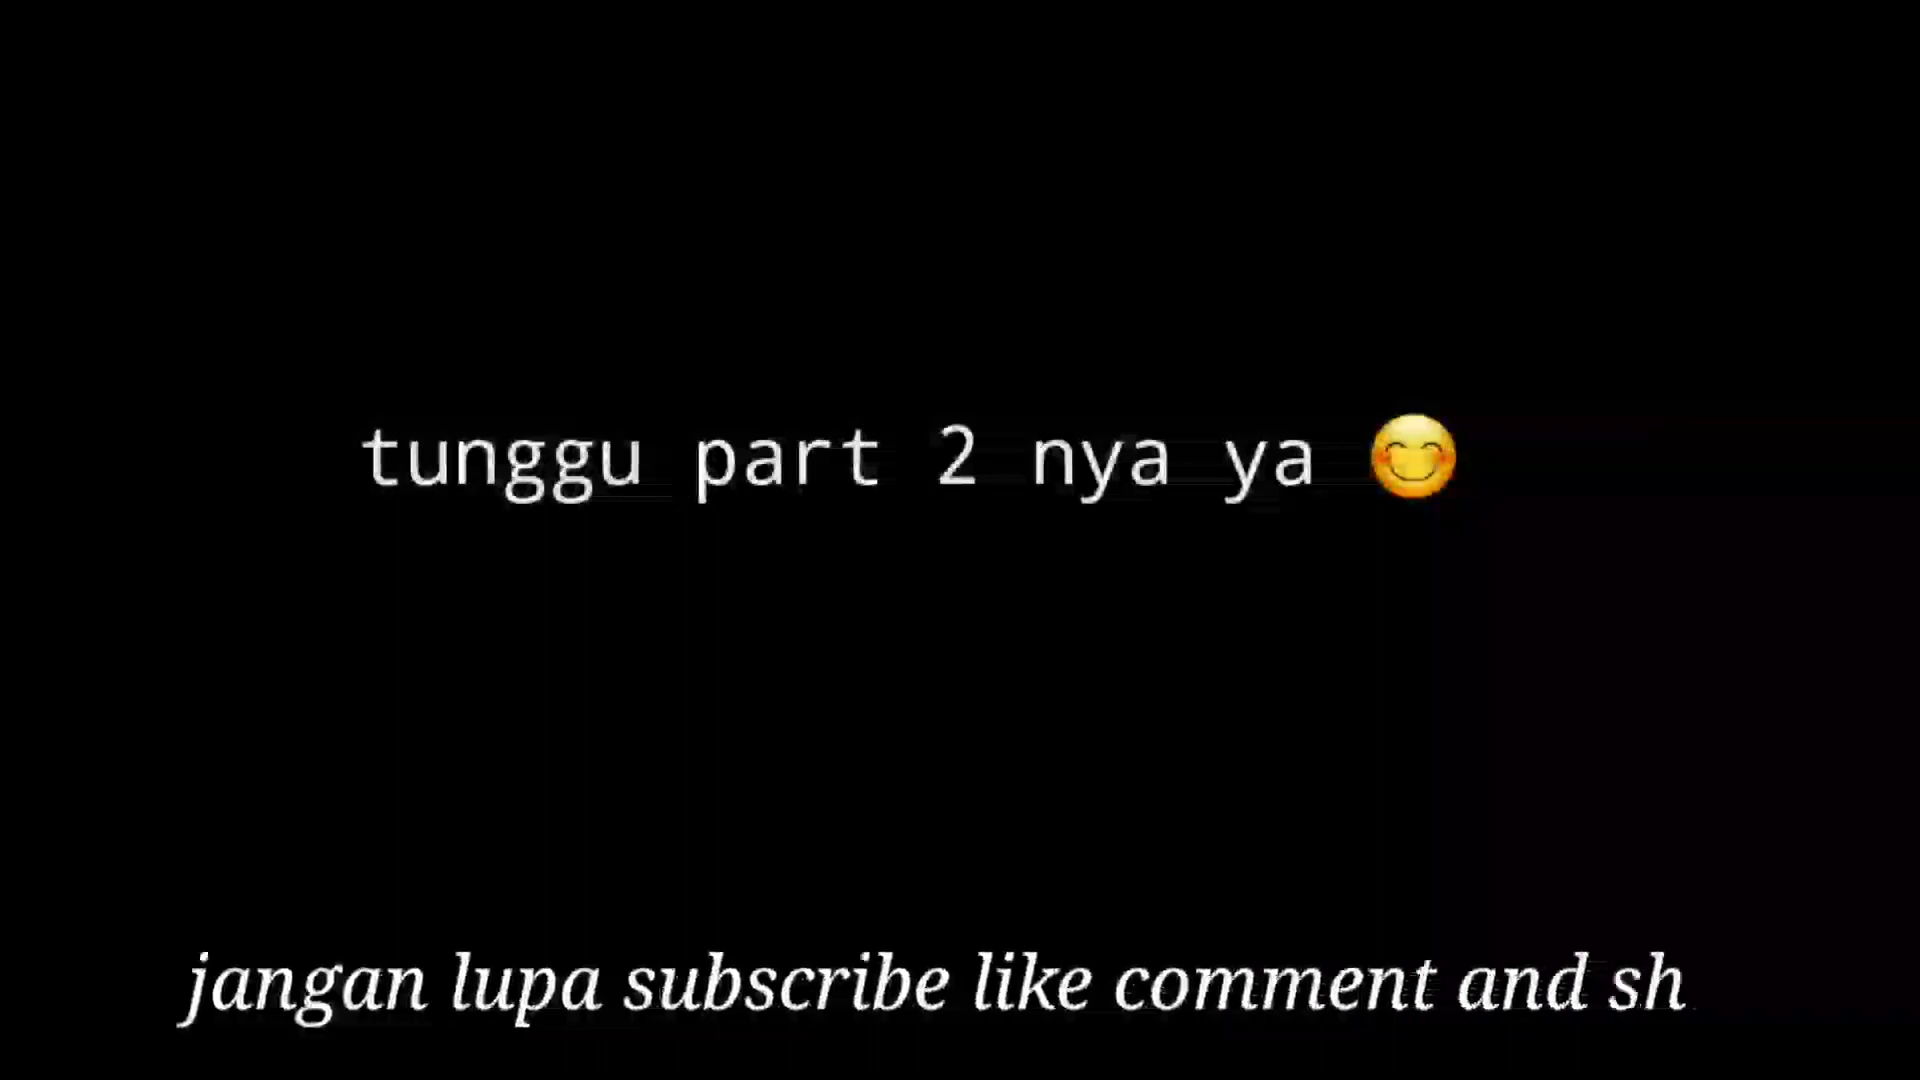 tunggu part 2 nya ya 😊
jangan lupa subscribe like comment and sh